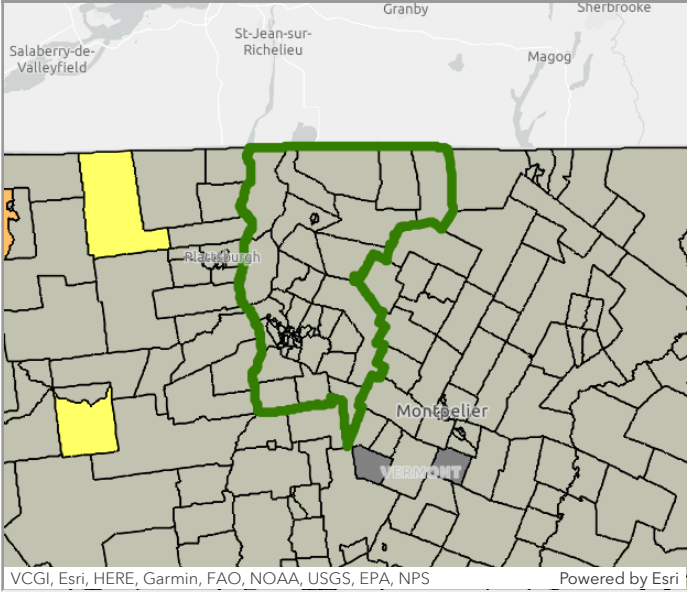 Granby
Sherbrooke
St-Jean-sur-
Richelieu
Salaberry-de-
Valleyfield
Magog
Plattsburgh
Montpelier
VERMONT
VCGI, Esri, HERE, Garmin, FAO, NOAA, USGS, EPA, NPS
Powered by Esri